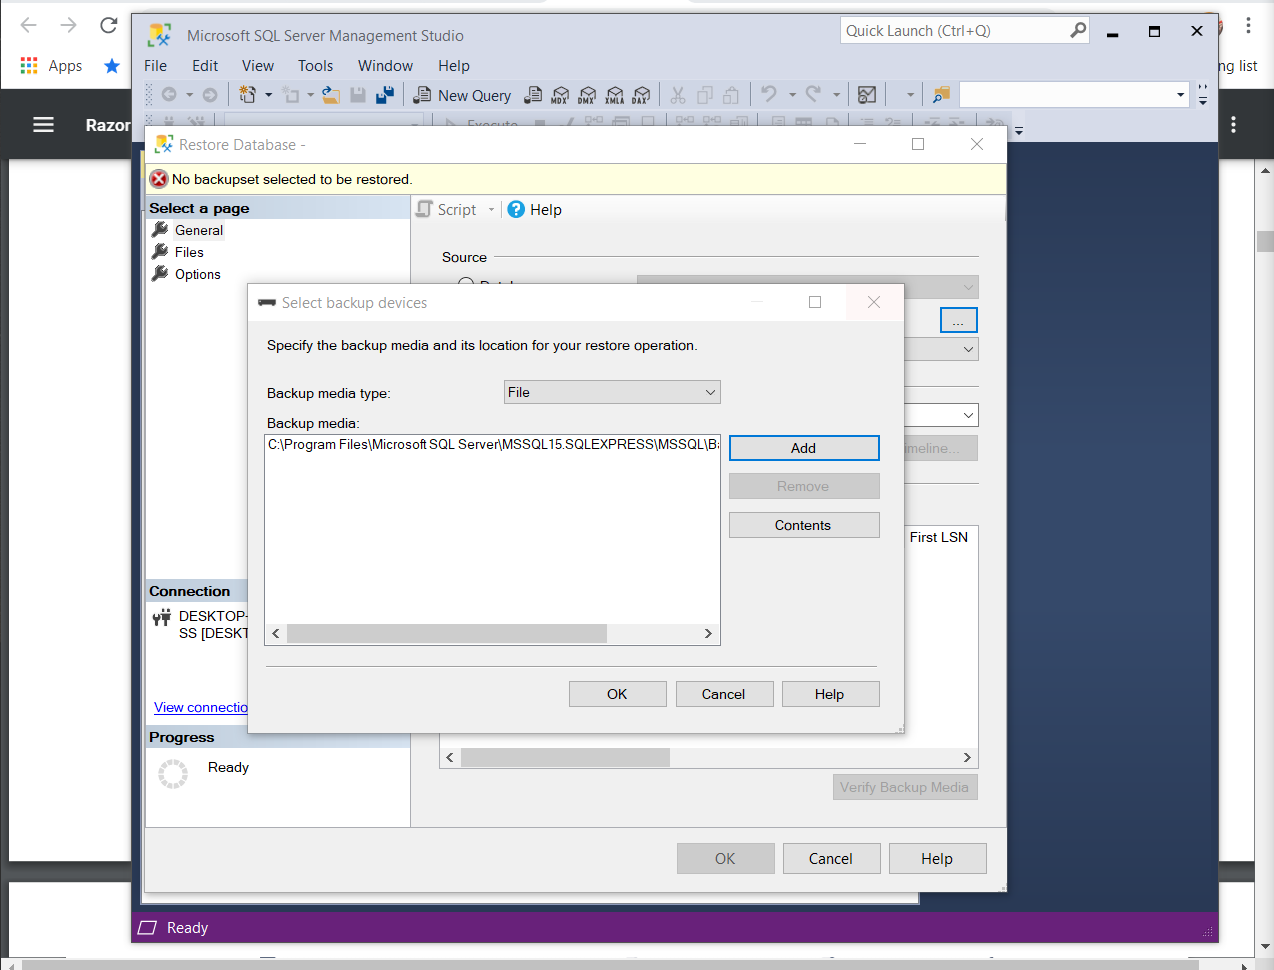 Microsoft SQL Server Management Studio
Quick Launch (Ctrl+Q)
Apps
File Edit View Tools Window Help
ng list
New Query MDX DMX XMLA DAX
Razor
Execute
Restore Database -
No backupset selected to be restored.
Select a page
Script
Help
General
Files
Options
Source
Select backup devices
...
Specify the backup media and its location for your restore operation.
Backup media type:
File
Backup media:
C:\Program Files\Microsoft SQL Server\MSSQL15.SQLEXPRESS\MSSQL\Ba
Add
meline...
Remove
Contents
First LSN
Connection
DESKTOP-
SS [DESKT
OK
Cancel
Help
View connectio
Progress
Ready
Verify Backup Media
OK
Cancel
Help
Ready